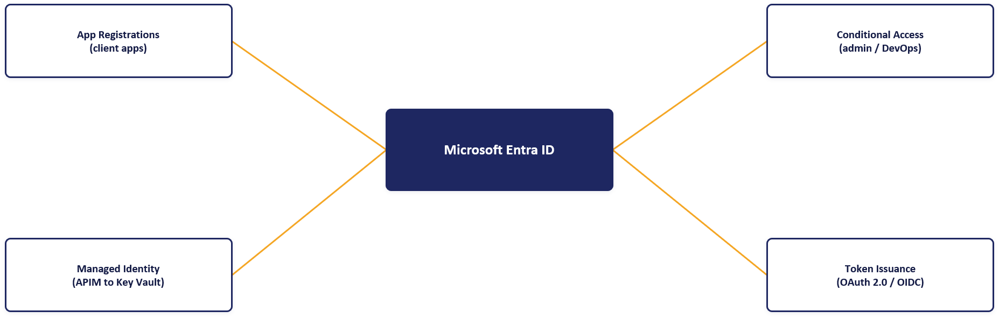 App Registrations
(client apps)
Conditional Access
(admin / DevOps)
Microsoft Entra ID
Managed Identity
(APIM to Key Vault)
Token Issuance
(OAuth 2.0 / OIDC)